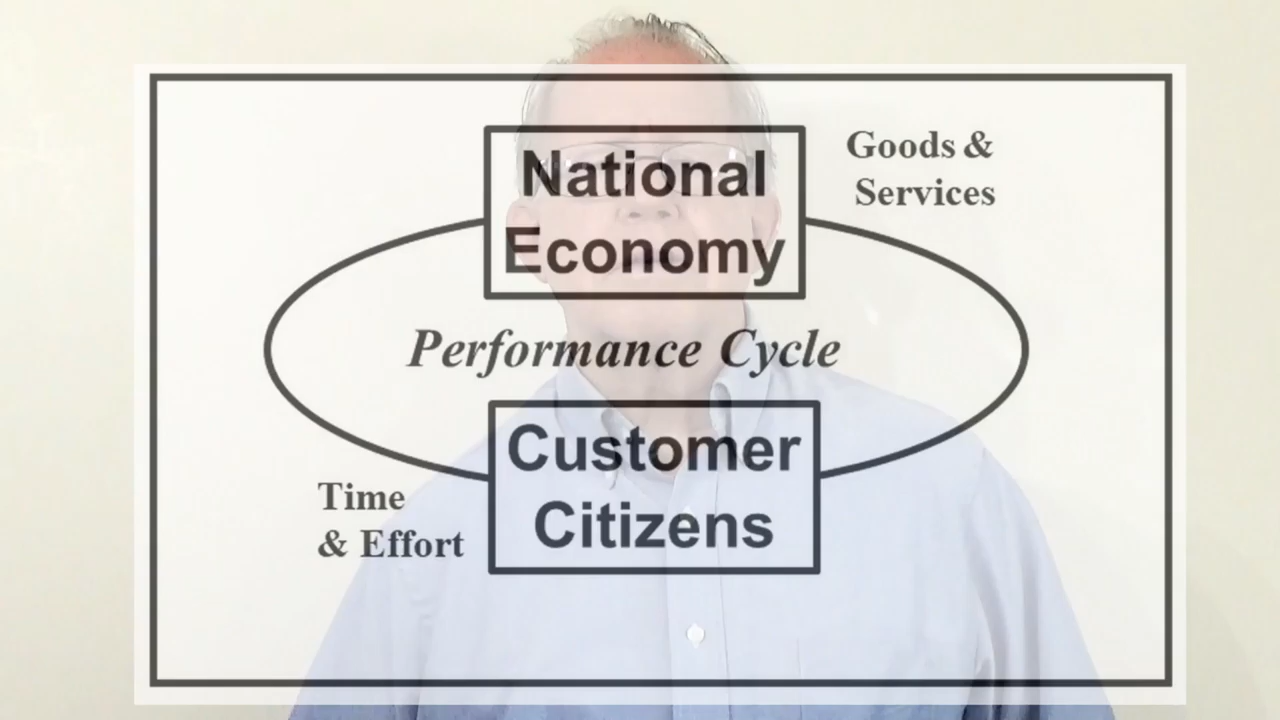 National
Economy
Goods &
Services
Performance Cycle
Customer
Citizens
Time
& Effort